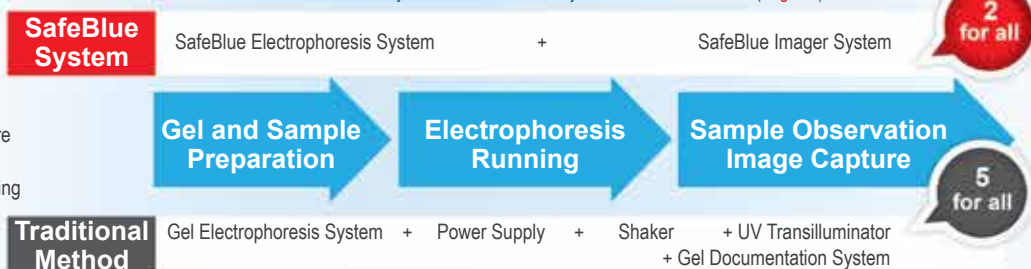 SafeBlue
System
SafeBlue Electrophoresis System + SafeBlue Imager System
2
for all
Gel and Sample
Preparation
Electrophoresis
Running
Sample Observation
Image Capture
5
for all
Traditional
Method
Gel Electrophoresis System + Power Supply + Shaker + UV Transilluminator
+ Gel Documentation System